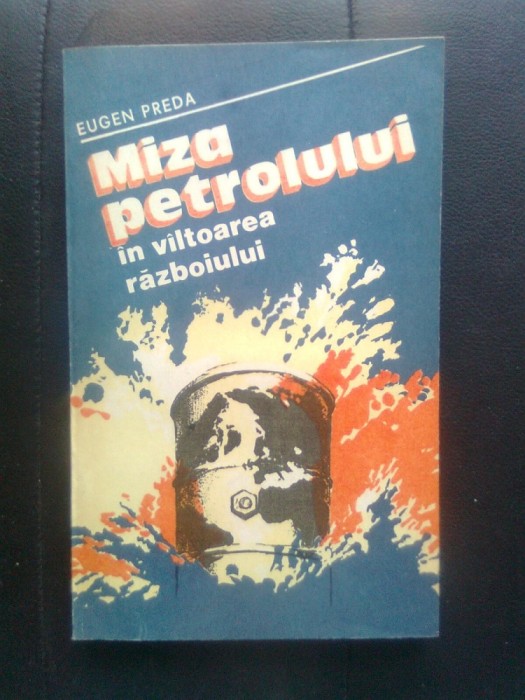 EUGEN PREDA
Miza
petrolului
în vîltoarea
războiului